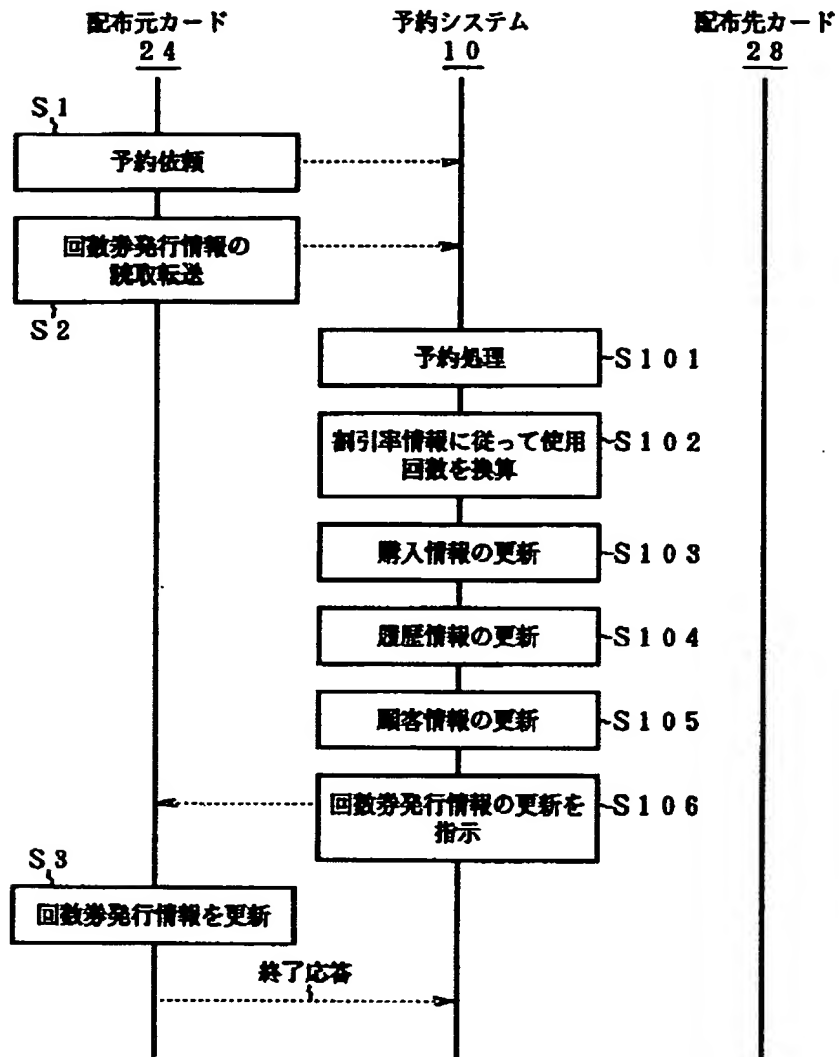 配布元カード
２４
予約システム
１０
配布先カード
２８
Ｓ１
予約依頼
回数券発行情報の
読取転送
Ｓ２
予約処理
Ｓ１０１
割引率情報に従って使用
回数を換算
Ｓ１０２
購入情報の更新
Ｓ１０３
履歴情報の更新
Ｓ１０４
顧客情報の更新
Ｓ１０５
回数券発行情報の更新を
指示
Ｓ１０６
Ｓ３
回数券発行情報を更新
終了応答